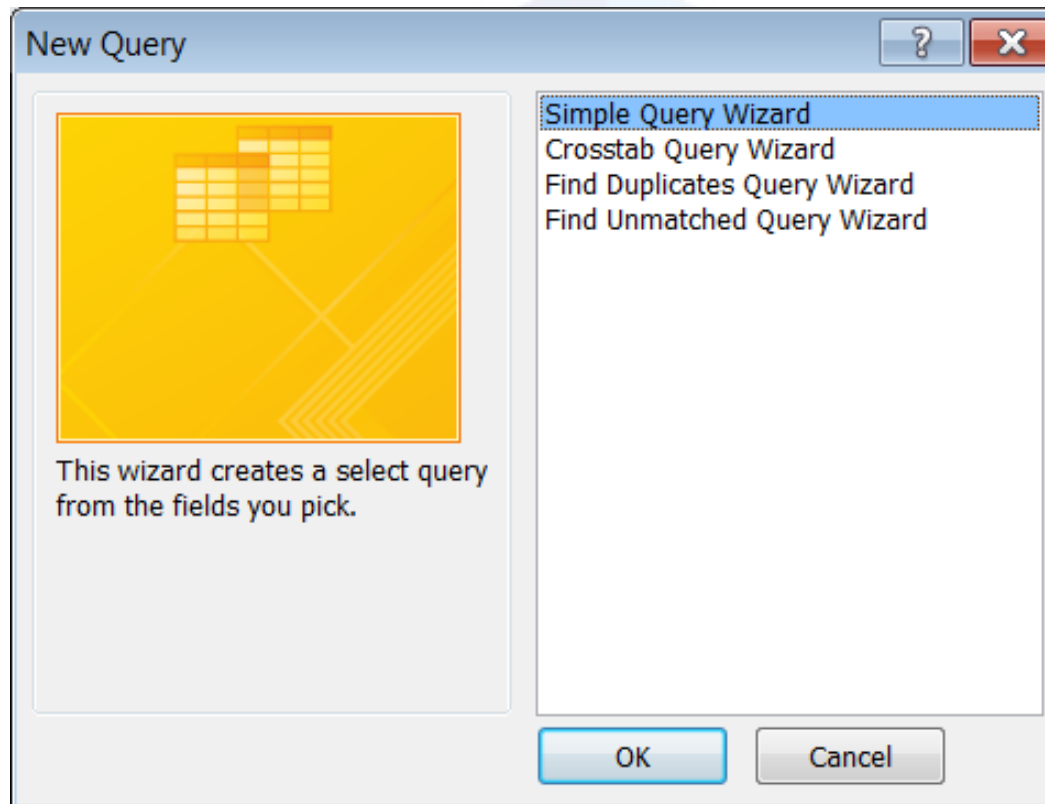 New Query
Simple Query Wizard
Crosstab Query Wizard
Find Duplicates Query Wizard
Find Unmatched Query Wizard
This wizard creates a select query
from the fields you pick.
OK
Cancel